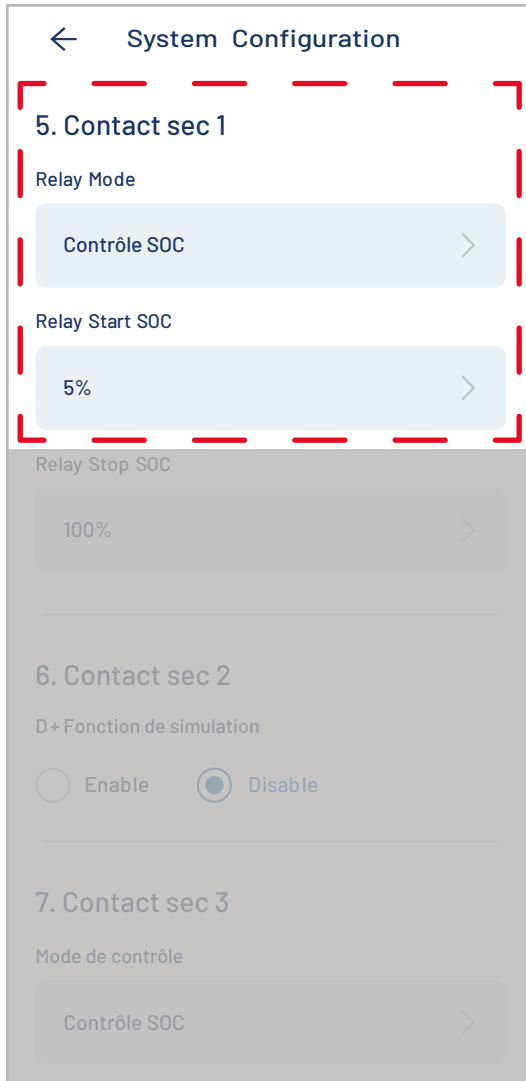 System Configuration
5. Contact sec 1
Relay Mode
Contrôle SOC
Relay Start SOC
5%
Relay Stop SOC
100%
6. Contact sec 2
D+ Fonction de simulation
Enable
Disable
7. Contact sec 3
Mode de contrôle
Contrôle SOC